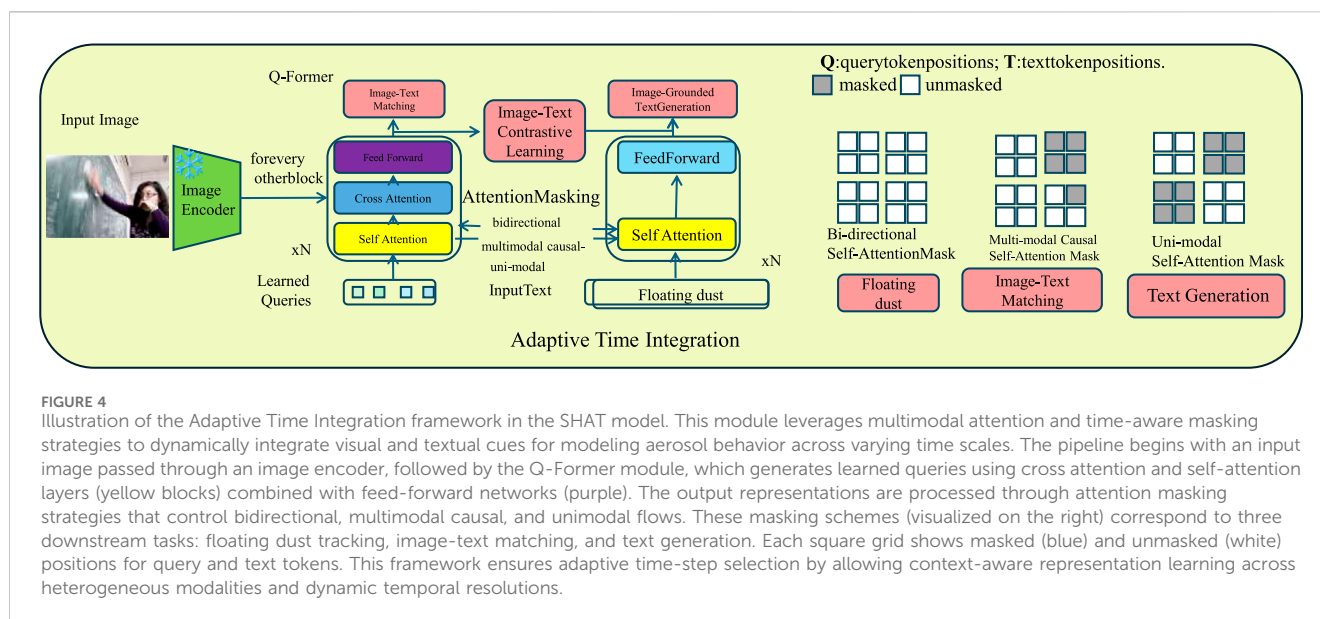 Q-Former
Image-Text
Matching
Image-Grounded
TextGeneration
Image-Text
Contrastive
Learning
Input Image
Image
Encoder
forevery
otherblock
Feed Forward
Cross Attention
Self Attention
xN
Learned
Queries
AttentionMasking
bidirectional
multimodal causal-
uni-modal
InputText
FeedForward
Self Attention
xN
Floating dust
Adaptive Time Integration
Q:querytokenpositions; T:texttokenpositions.
masked unmasked
Bi-directional
Self-AttentionMask
Floating
dust
Multi-modal Causal
Self-Attention Mask
Image-Text
Matching
Uni-modal
Self-Attention Mask
Text Generation
FIGURE 4
Illustration of the Adaptive Time Integration framework in the SHAT model. This module leverages multimodal attention and time-aware masking
strategies to dynamically integrate visual and textual cues for modeling aerosol behavior across varying time scales. The pipeline begins with an input
image passed through an image encoder, followed by the Q-Former module, which generates learned queries using cross attention and self-attention
layers (yellow blocks) combined with feed-forward networks (purple). The output representations are processed through attention masking
strategies that control bidirectional, multimodal causal, and unimodal flows. These masking schemes (visualized on the right) correspond to three
downstream tasks: floating dust tracking, image-text matching, and text generation. Each square grid shows masked (blue) and unmasked (white)
positions for query and text tokens. This framework ensures adaptive time-step selection by allowing context-aware representation learning across
heterogeneous modalities and dynamic temporal resolutions.